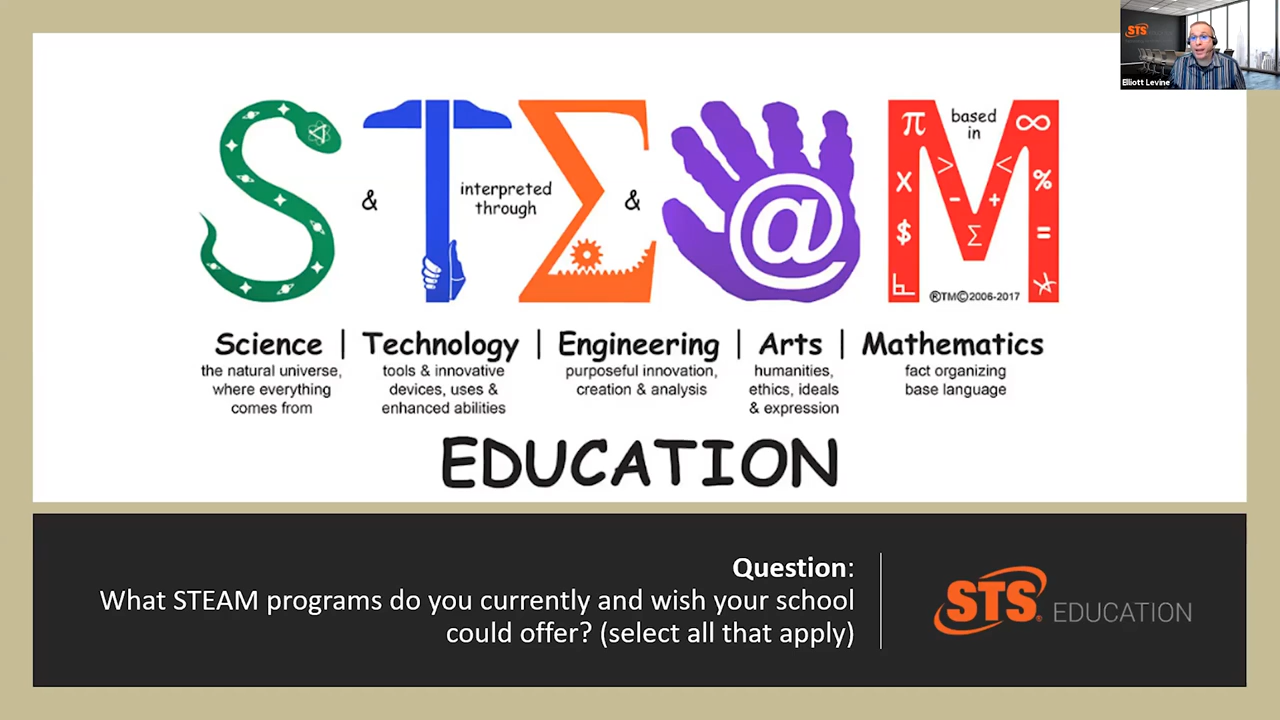 STS
Elliott Levine
STEAM
&
interpreted
through
&
@
based
in
π ∞
> <
x - + %
$ Σ =
®TM©2006-2017
Science | Technology | Engineering | Arts | Mathematics
the natural universe,
where everything
comes from
tools & innovative
devices, uses &
enhanced abilities
purposeful innovation,
creation & analysis
humanities,
ethics, ideals
& expression
fact organizing
base language
EDUCATION
Question:
What STEAM programs do you currently and wish your school
could offer? (select all that apply)
STS® EDUCATION